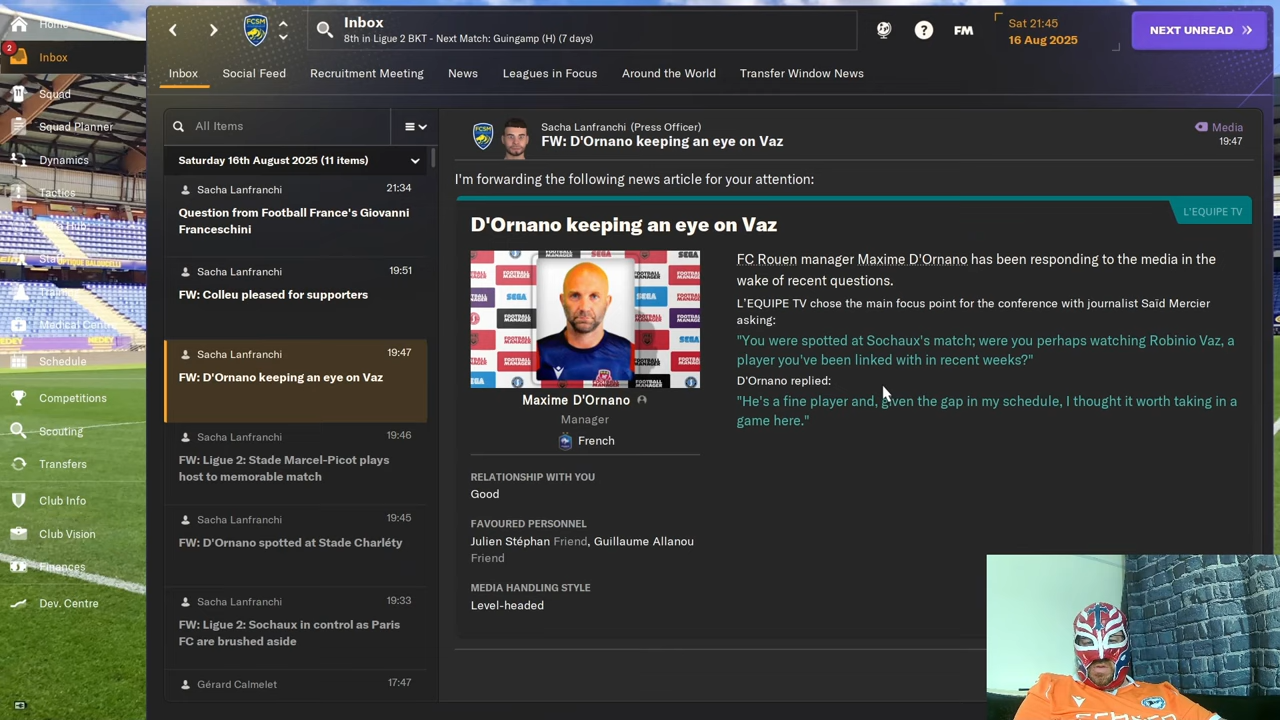 Home
2
Inbox
Squad
Squad Planner
Dynamics
Tactics
Staff
Medical Centre
Schedule
Competitions
Scouting
Transfers
Club Info
Club Vision
Finances
Dev. Centre
FCSM
Inbox
8th in Ligue 2 BKT - Next Match: Guingamp (H) (7 days)
?
FM
Sat 21:45
16 Aug 2025
NEXT UNREAD
Inbox
Social Feed
Recruitment Meeting
News
Leagues in Focus
Around the World
Transfer Window News
All Items
Saturday 16th August 2025 (11 items)
Sacha Lanfranchi
21:34
Question from Football France's Giovanni
Franceschini
Sacha Lanfranchi
19:51
FW: Colleu pleased for supporters
Sacha Lanfranchi
19:47
FW: D'Ornano keeping an eye on Vaz
Sacha Lanfranchi
19:46
FW: Ligue 2: Stade Marcel-Picot plays
host to memorable match
Sacha Lanfranchi
19:45
FW: D'Ornano spotted at Stade Charléty
Sacha Lanfranchi
19:33
FW: Ligue 2: Sochaux in control as Paris
FC are brushed aside
Gérard Calmelet
17:47
FCSM
Sacha Lanfranchi (Press Officer)
FW: D'Ornano keeping an eye on Vaz
Media
19:47
I'm forwarding the following news article for your attention:
L'EQUIPE TV
D'Ornano keeping an eye on Vaz
Maxime D'Ornano
Manager
French
RELATIONSHIP WITH YOU
Good
FAVOURED PERSONNEL
Julien Stéphan Friend, Guillaume Allanou
Friend
MEDIA HANDLING STYLE
Level-headed
FC Rouen manager Maxime D'Ornano has been responding to the media in the
wake of recent questions.
L'EQUIPE TV chose the main focus point for the conference with journalist Saïd Mercier
asking:
"You were spotted at Sochaux's match; were you perhaps watching Robinio Vaz, a
player you've been linked with in recent weeks?"
D'Ornano replied:
"He's a fine player and, given the gap in my schedule, I thought it worth taking in a
game here."